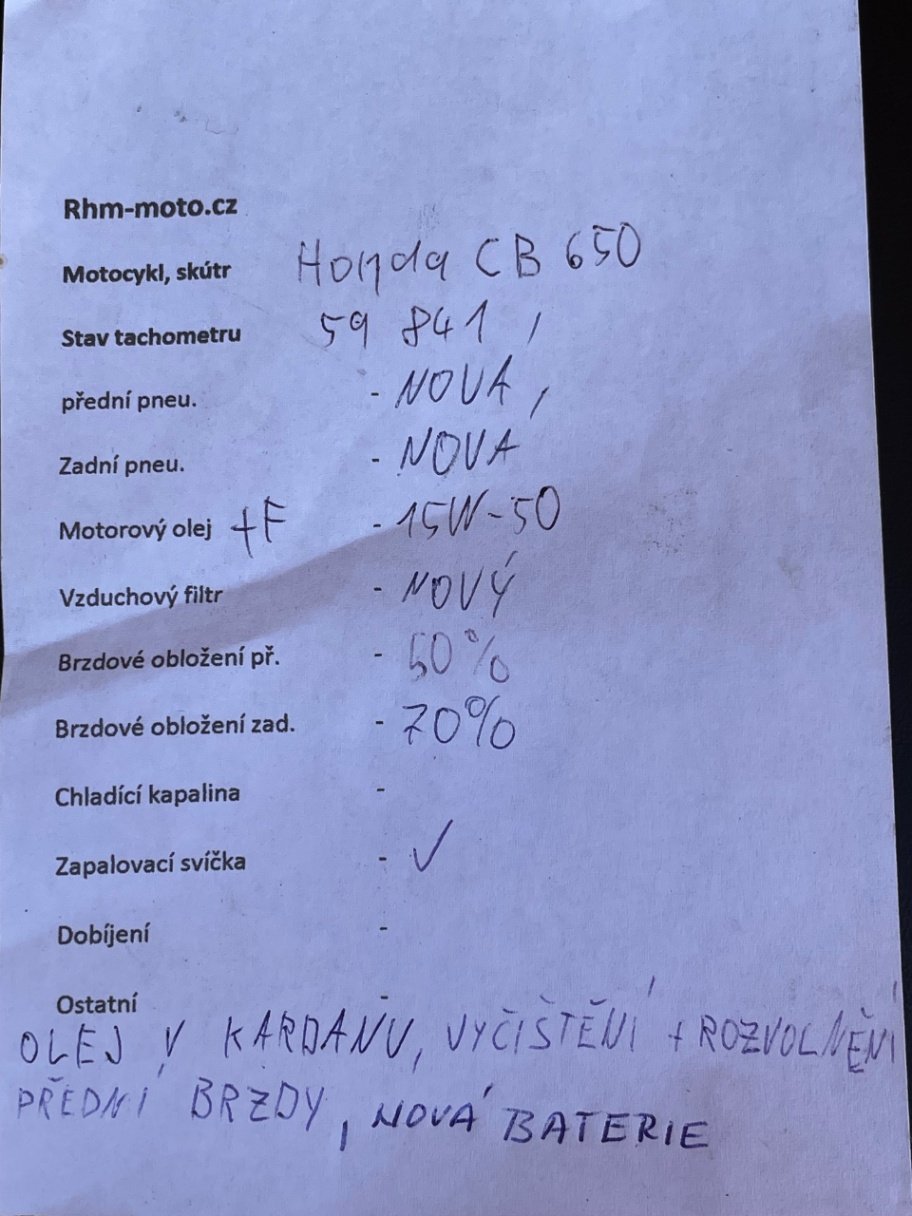 Rhm-moto.cz
Motocykl, skútr Honda CB 650
Stav tachometru 59 841,
přední pneu. - NOVA,
Zadní pneu. - NOVA
Motorový olej +F - 15W-50
Vzduchový filtr - NOVÝ
Brzdové obložení př. - 50%
Brzdové obložení zad. - 70%
Chladící kapalina -
Zapalovací svíčka - ✓
Dobíjení -
Ostatní -
OLEJ V KARDANU, VYČIŠTĚNÍ + ROZVOLNĚNÍ
PŘEDNÍ BRZDY, NOVÁ BATERIE